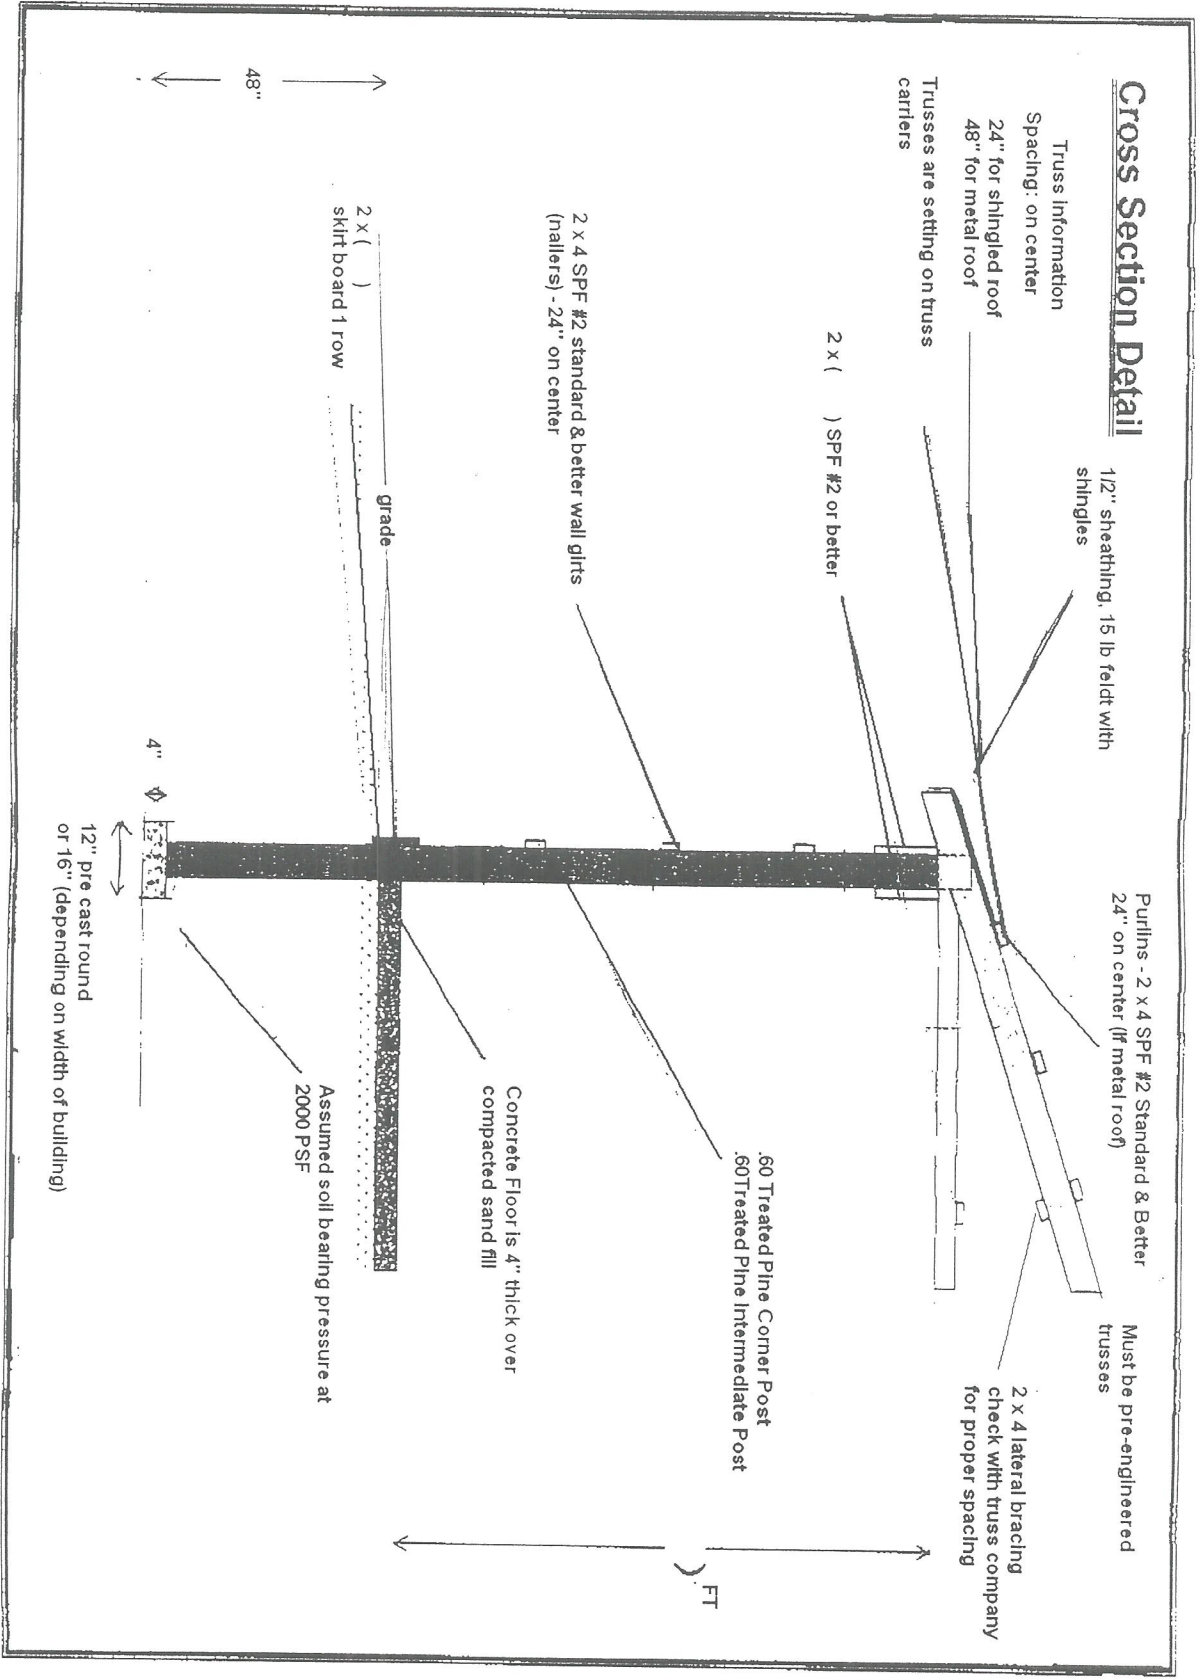 Cross Section Detail
Truss information
Spacing: on center
24" for shingled roof
48" for metal roof
Trusses are setting on truss
carriers
1/2" sheathing, 15 lb feldt with
shingles
Purlins - 2 x 4 SPF #2 Standard & Better
24" on center (if metal roof)
Must be pre-engineered
trusses
2 x 4 lateral bracing
check with truss company
for proper spacing
2 x ( ) SPF #2 or better
2 x 4 SPF #2 standard & better wall girts
(nailers) - 24" on center
.60 Treated Pine Corner Post
.60Treated Pine Intermediate Post
) FT
grade
2 x ( )
skirt board 1 row
Concrete Floor is 4" thick over
compacted sand fill
48"
Assumed soil bearing pressure at
2000 PSF
4"
12" pre cast round
or 16" (depending on width of building)